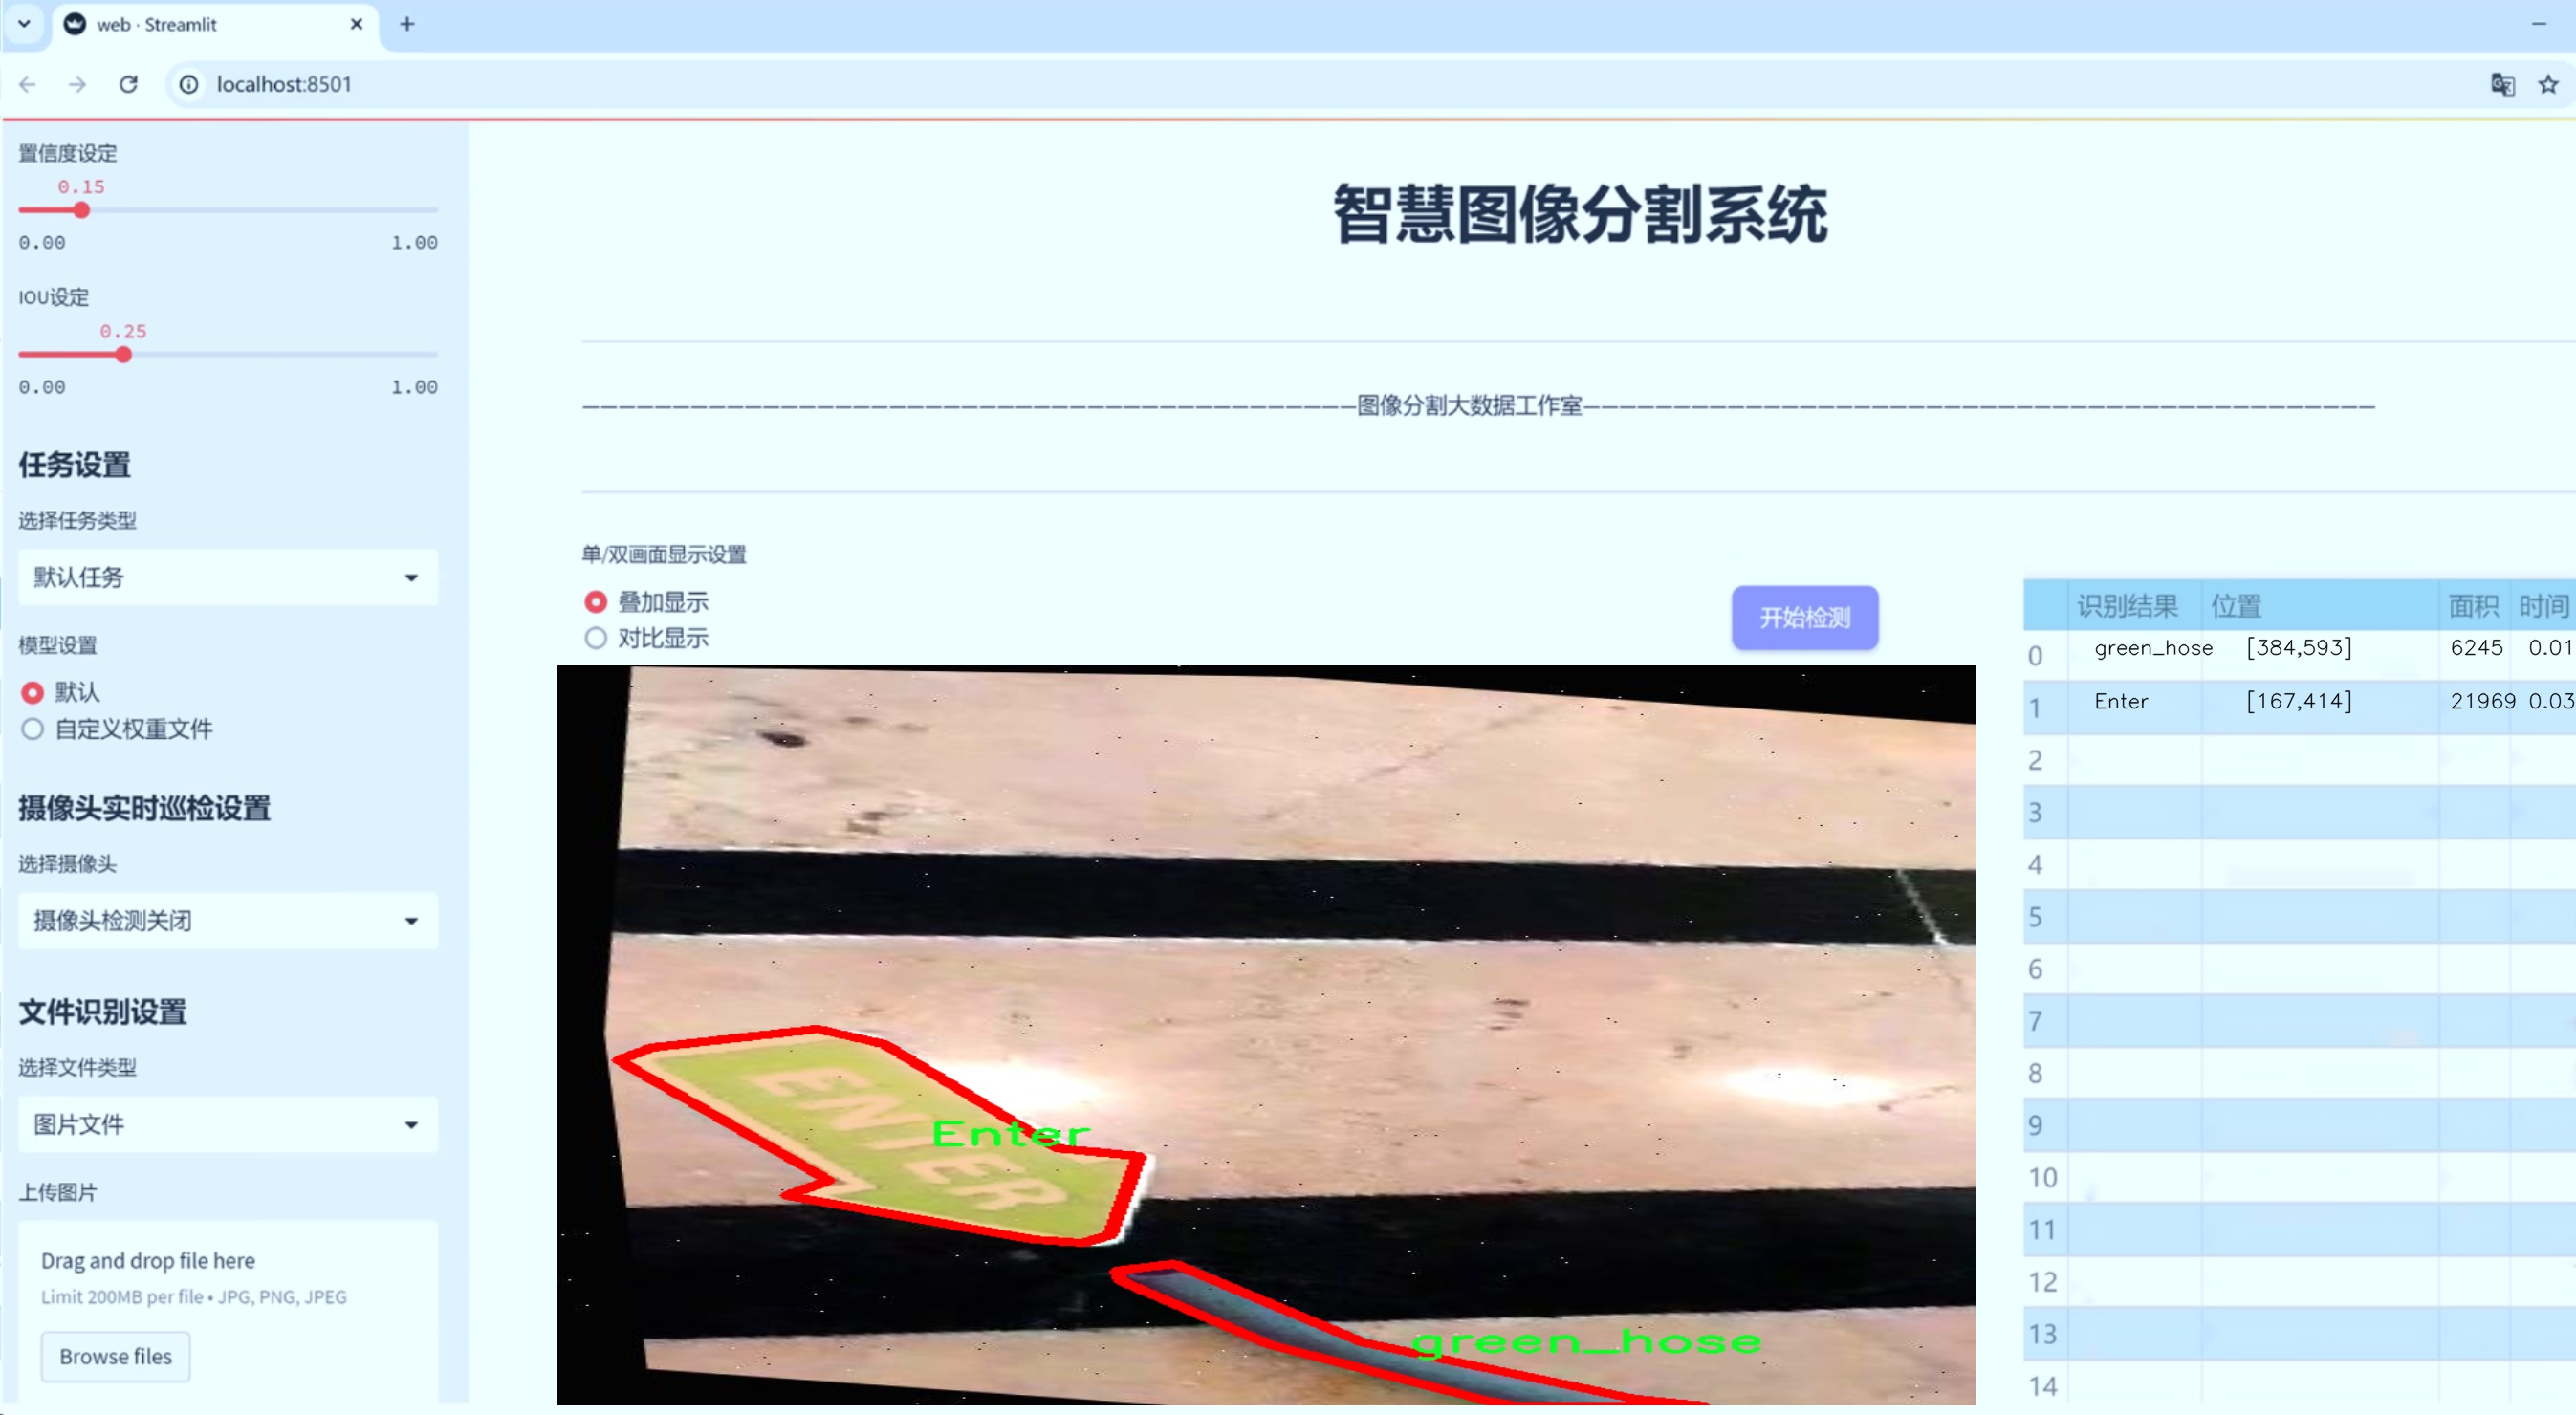 web · Streamlit
localhost:8501
置信度设定
0.15
0.00 1.00
IOU设定
0.25
0.00 1.00
任务设置
选择任务类型
默认任务
模型设置
默认
自定义权重文件
摄像头实时巡检设置
选择摄像头
摄像头检测关闭
文件识别设置
选择文件类型
图片文件
上传图片
Drag and drop file here
Limit 200MB per file • JPG, PNG, JPEG
Browse files
智慧图像分割系统
图像分割大数据工作室
单/双画面显示设置
叠加显示
对比显示
开始检测
ENTER
Enter
green_hose
识别结果 位置 面积 时间
0 green_hose [384,593] 6245 0.01
1 Enter [167,414] 21969 0.03
2
3
4
5
6
7
8
9
10
11
12
13
14